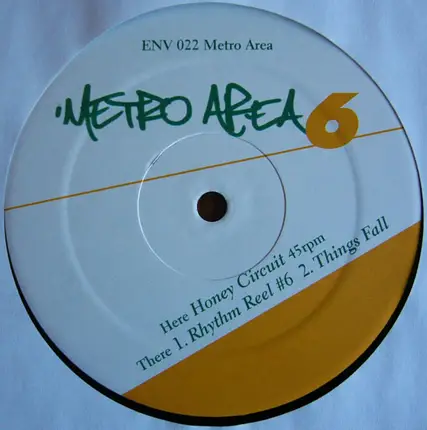 ENV 022 Metro Area
METRO AREA 6
Here Honey Circuit 45rpm
There 1. Rhythm Reel #6 2. Things Fall